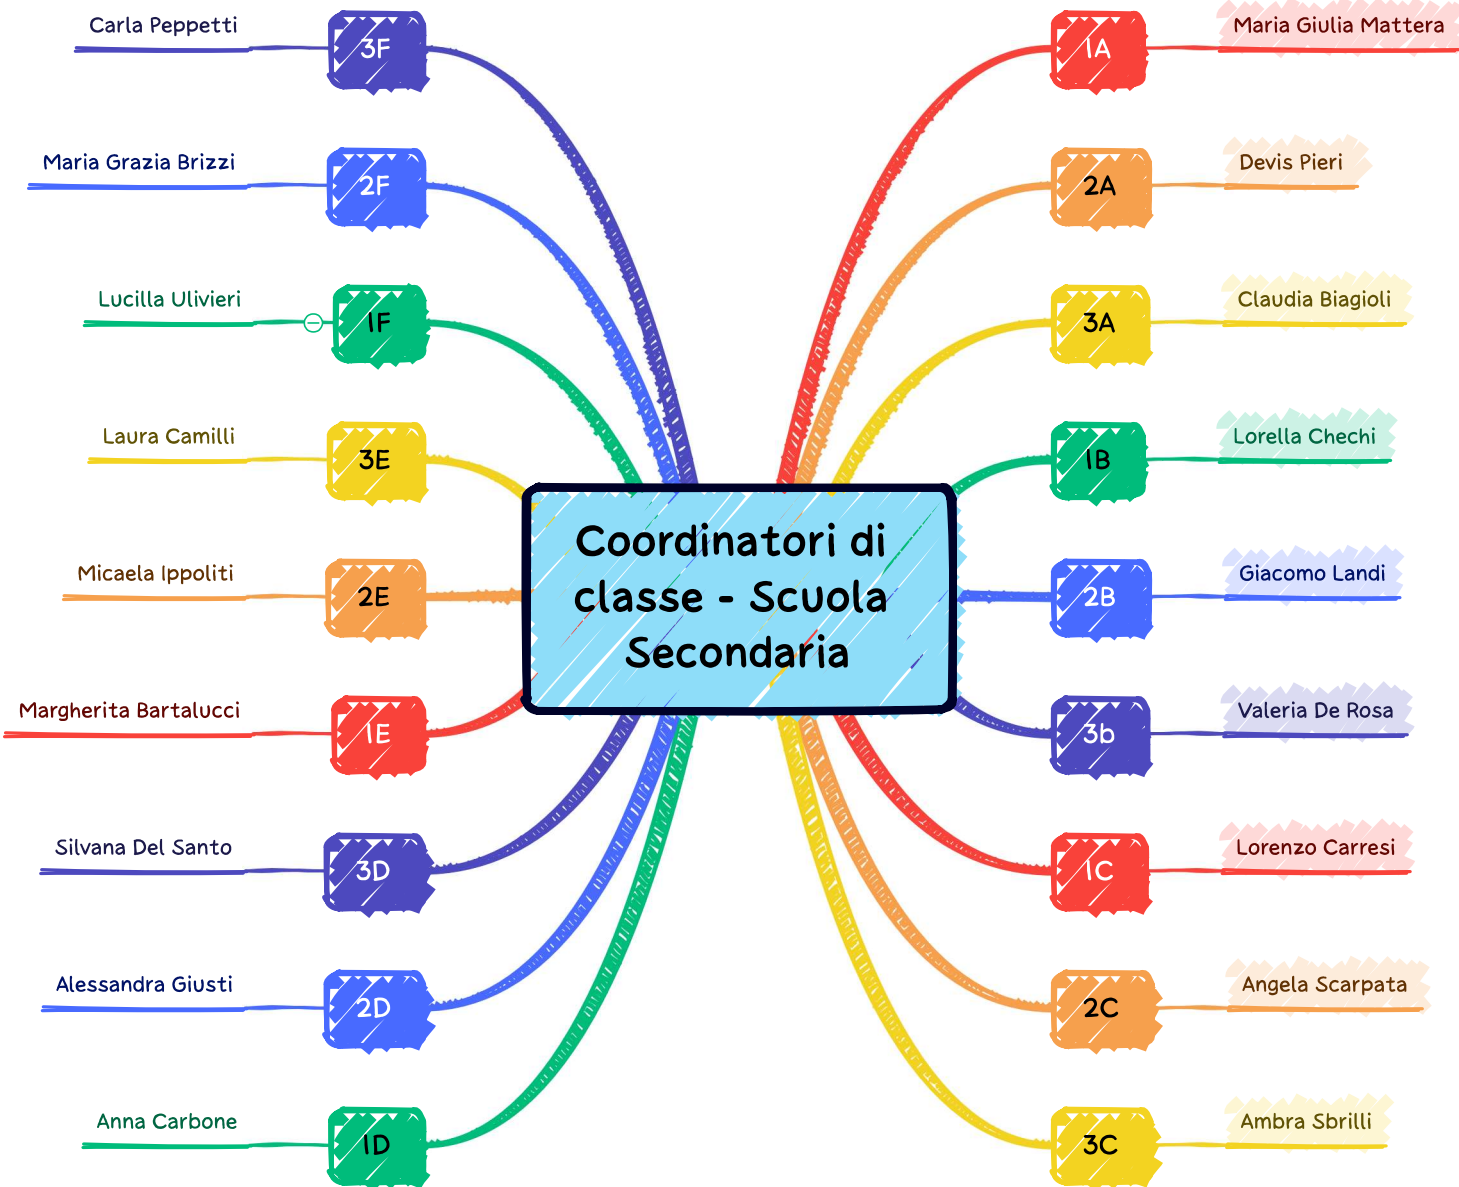 Coordinatori di
classe - Scuola
Secondaria
1A
Maria Giulia Mattera
2A
Devis Pieri
3A
Claudia Biagioli
1B
Lorella Chechi
2B
Giacomo Landi
3b
Valeria De Rosa
1C
Lorenzo Carresi
2C
Angela Scarpata
3C
Ambra Sbrilli
1D
Anna Carbone
2D
Alessandra Giusti
3D
Silvana Del Santo
1E
Margherita Bartalucci
2E
Micaela Ippoliti
3E
Laura Camilli
1F
Lucilla Ulivieri
2F
Maria Grazia Brizzi
3F
Carla Peppetti